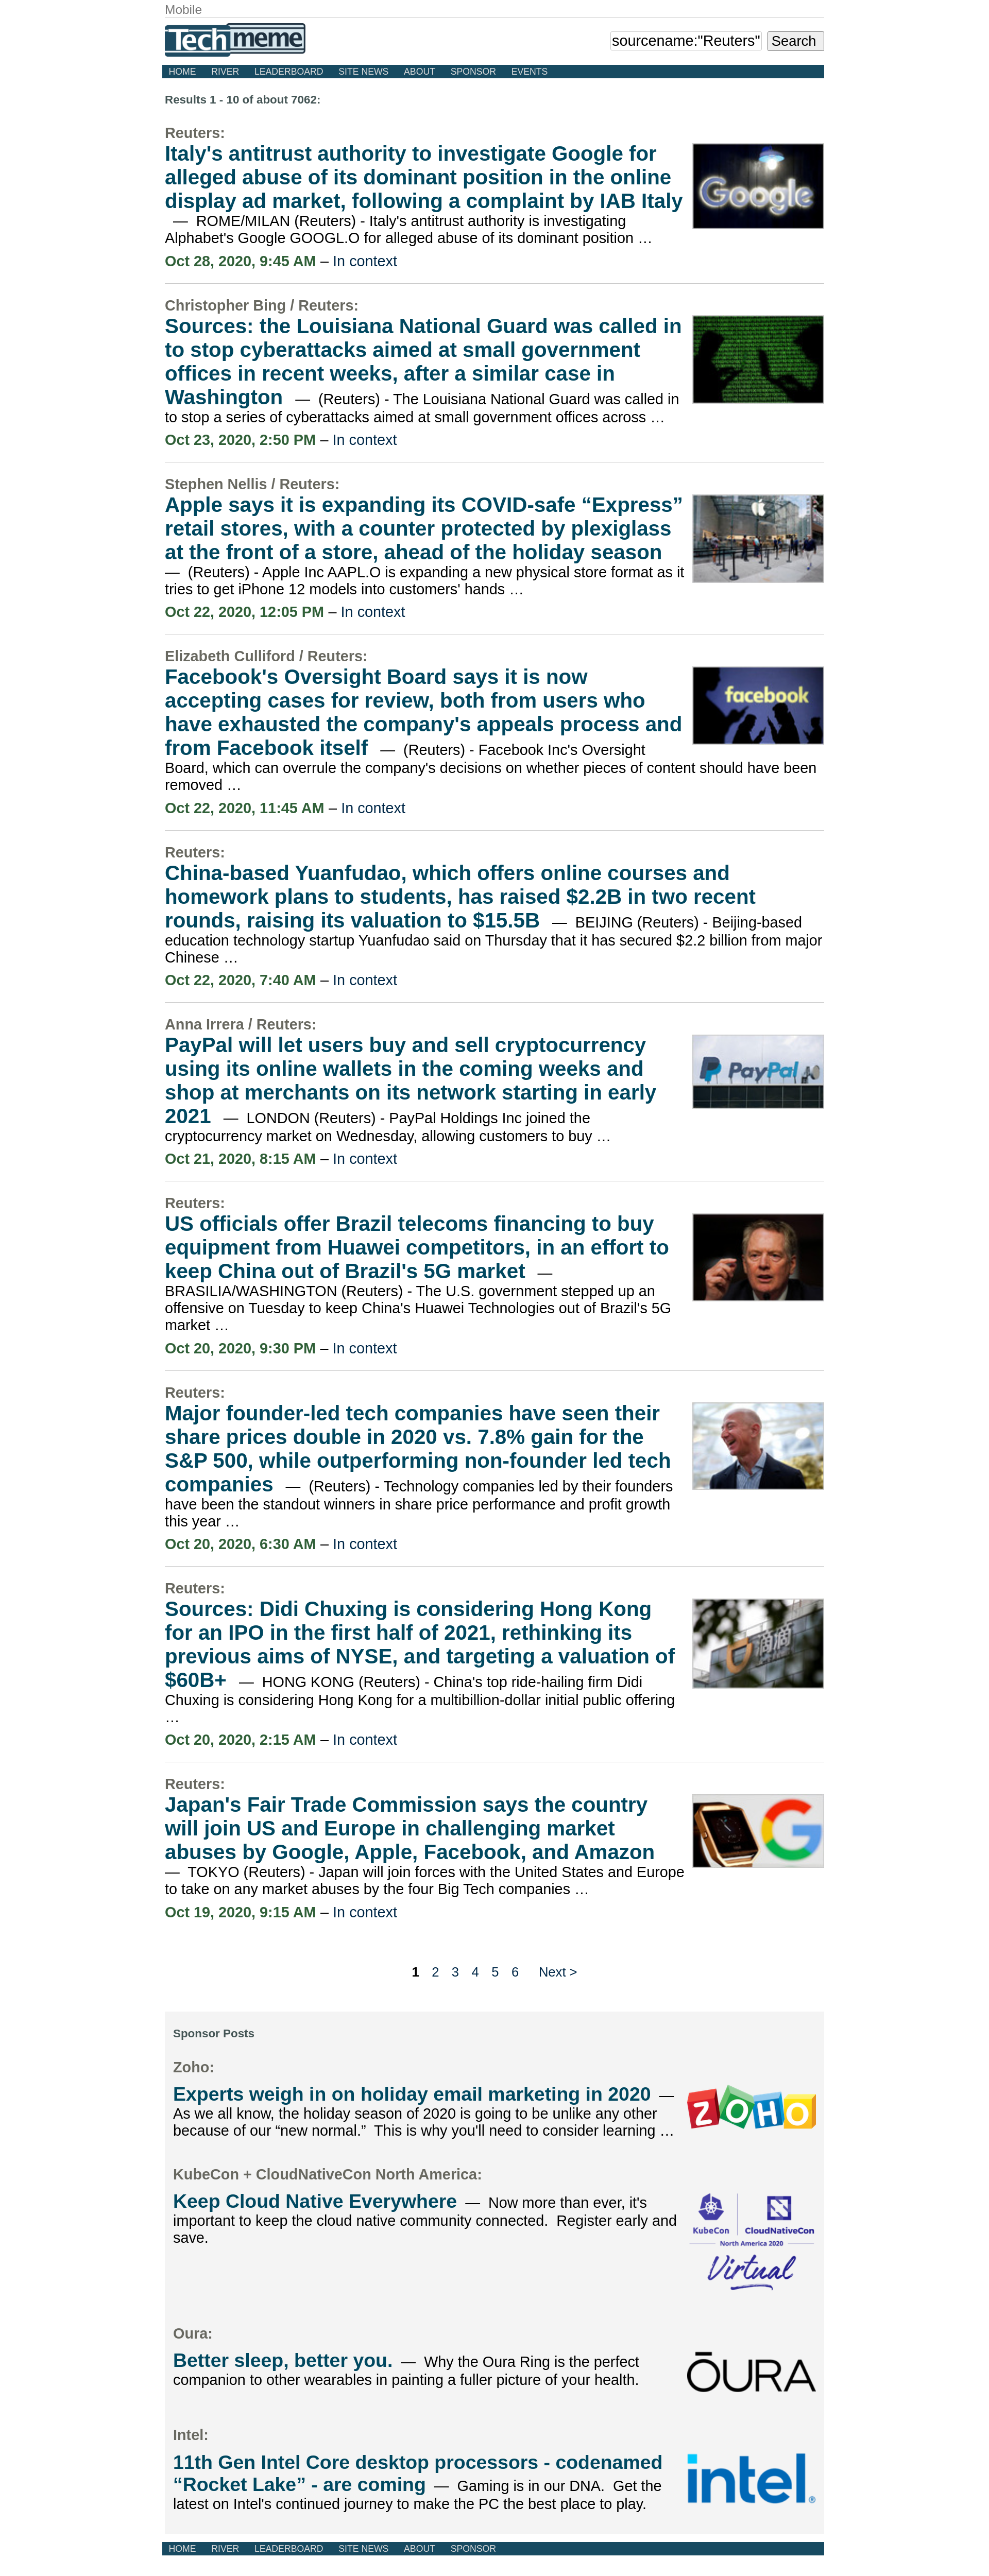 Mobile
Techmeme
sourcename:"Reuters"
Search
HOME RIVER LEADERBOARD SITE NEWS ABOUT SPONSOR EVENTS
Results 1 - 10 of about 7062:
Reuters:
Italy's antitrust authority to investigate Google for
alleged abuse of its dominant position in the online
display ad market, following a complaint by IAB Italy
— ROME/MILAN (Reuters) - Italy's antitrust authority is investigating
Alphabet's Google GOOGL.O for alleged abuse of its dominant position …
Google
Oct 28, 2020, 9:45 AM – In context
Christopher Bing / Reuters:
Sources: the Louisiana National Guard was called in
to stop cyberattacks aimed at small government
offices in recent weeks, after a similar case in
Washington — (Reuters) - The Louisiana National Guard was called in
to stop a series of cyberattacks aimed at small government offices across …
Oct 23, 2020, 2:50 PM – In context
Stephen Nellis / Reuters:
Apple says it is expanding its COVID-safe “Express”
retail stores, with a counter protected by plexiglass
at the front of a store, ahead of the holiday season
— (Reuters) - Apple Inc AAPL.O is expanding a new physical store format as it
tries to get iPhone 12 models into customers' hands …
Oct 22, 2020, 12:05 PM – In context
Elizabeth Culliford / Reuters:
Facebook's Oversight Board says it is now
accepting cases for review, both from users who
have exhausted the company's appeals process and
from Facebook itself — (Reuters) - Facebook Inc's Oversight
Board, which can overrule the company's decisions on whether pieces of content should have been
removed …
facebook
Oct 22, 2020, 11:45 AM – In context
Reuters:
China-based Yuanfudao, which offers online courses and
homework plans to students, has raised $2.2B in two recent
rounds, raising its valuation to $15.5B — BEIJING (Reuters) - Beijing-based
education technology startup Yuanfudao said on Thursday that it has secured $2.2 billion from major
Chinese …
Oct 22, 2020, 7:40 AM – In context
Anna Irrera / Reuters:
PayPal will let users buy and sell cryptocurrency
using its online wallets in the coming weeks and
shop at merchants on its network starting in early
2021 — LONDON (Reuters) - PayPal Holdings Inc joined the
cryptocurrency market on Wednesday, allowing customers to buy …
PayPal
Oct 21, 2020, 8:15 AM – In context
Reuters:
US officials offer Brazil telecoms financing to buy
equipment from Huawei competitors, in an effort to
keep China out of Brazil's 5G market —
BRASILIA/WASHINGTON (Reuters) - The U.S. government stepped up an
offensive on Tuesday to keep China's Huawei Technologies out of Brazil's 5G
market …
Oct 20, 2020, 9:30 PM – In context
Reuters:
Major founder-led tech companies have seen their
share prices double in 2020 vs. 7.8% gain for the
S&P 500, while outperforming non-founder led tech
companies — (Reuters) - Technology companies led by their founders
have been the standout winners in share price performance and profit growth
this year …
Oct 20, 2020, 6:30 AM – In context
Reuters:
Sources: Didi Chuxing is considering Hong Kong
for an IPO in the first half of 2021, rethinking its
previous aims of NYSE, and targeting a valuation of
$60B+ — HONG KONG (Reuters) - China's top ride-hailing firm Didi
Chuxing is considering Hong Kong for a multibillion-dollar initial public offering
…
Oct 20, 2020, 2:15 AM – In context
Reuters:
Japan's Fair Trade Commission says the country
will join US and Europe in challenging market
abuses by Google, Apple, Facebook, and Amazon
— TOKYO (Reuters) - Japan will join forces with the United States and Europe
to take on any market abuses by the four Big Tech companies …
Oct 19, 2020, 9:15 AM – In context
1 2 3 4 5 6 Next >
Sponsor Posts
Zoho:
Experts weigh in on holiday email marketing in 2020 —
As we all know, the holiday season of 2020 is going to be unlike any other
because of our “new normal.” This is why you'll need to consider learning …
ZOHO
KubeCon + CloudNativeCon North America:
Keep Cloud Native Everywhere — Now more than ever, it's
important to keep the cloud native community connected. Register early and
save.
KubeCon CloudNativeCon
North America 2020
Virtual
Oura:
Better sleep, better you. — Why the Oura Ring is the perfect
companion to other wearables in painting a fuller picture of your health.
ŌURA
Intel:
11th Gen Intel Core desktop processors - codenamed
“Rocket Lake” - are coming — Gaming is in our DNA. Get the
latest on Intel's continued journey to make the PC the best place to play.
intel®
HOME RIVER LEADERBOARD SITE NEWS ABOUT SPONSOR